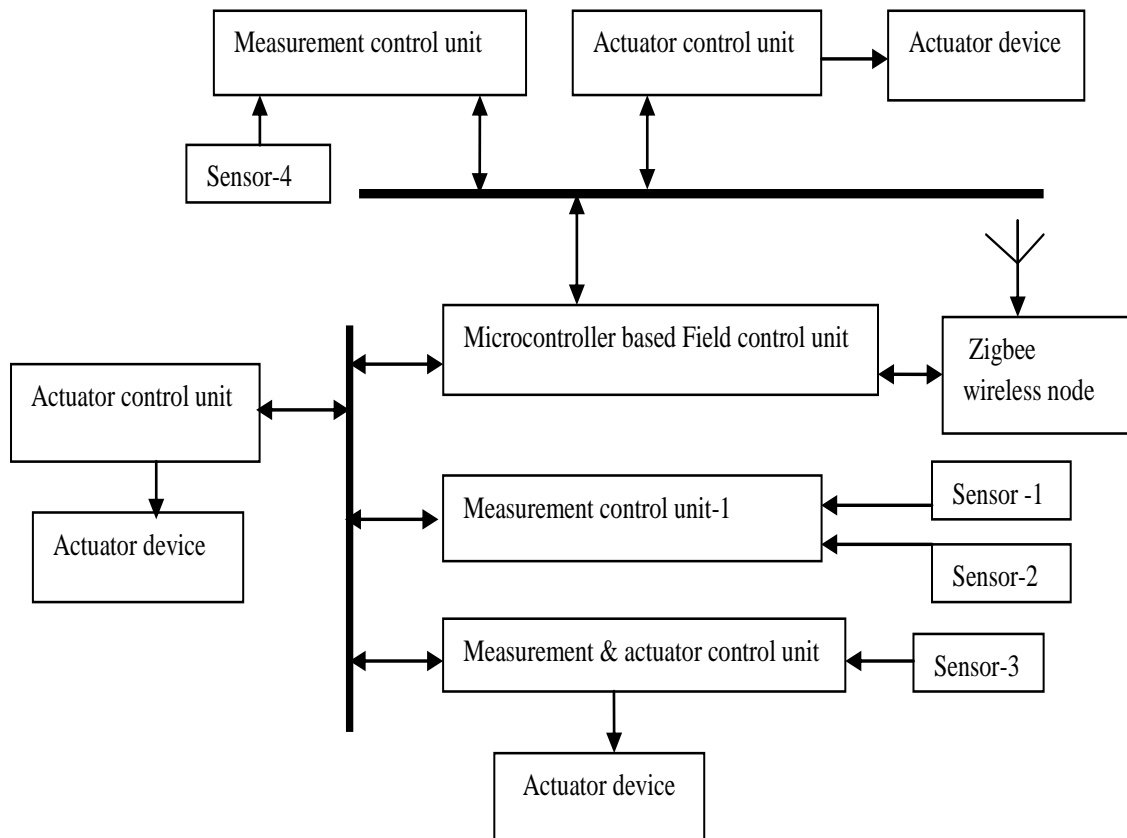 Measurement control unit
Actuator control unit
Actuator device
Sensor-4
Microcontroller based Field control unit
Zigbee
wireless node
Actuator control unit
Actuator device
Measurement control unit-1
Sensor -1
Sensor-2
Measurement & actuator control unit
Sensor-3
Actuator device